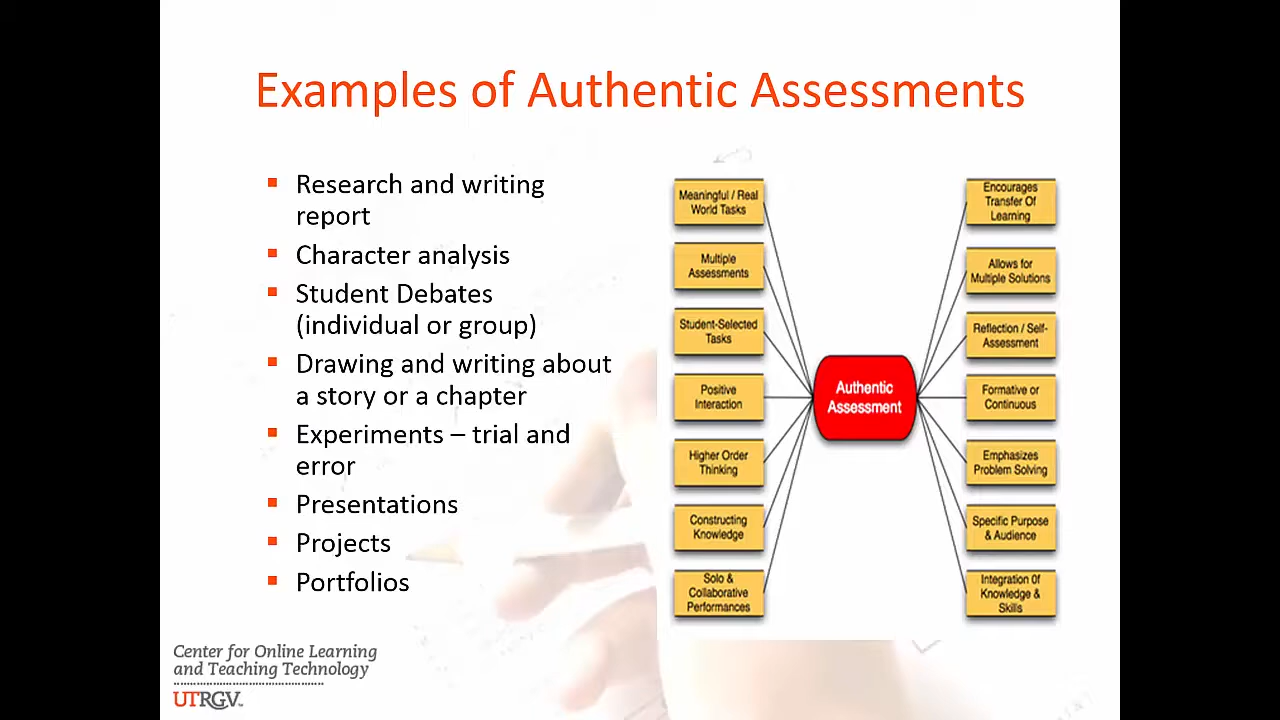 Examples of Authentic Assessments
Research and writing
report
Character analysis
Student Debates
(individual or group)
Drawing and writing about
a story or a chapter
Experiments – trial and
error
Presentations
Projects
Portfolios
Meaningful / Real
World Tasks
Multiple
Assessments
Student-Selected
Tasks
Positive
Interaction
Higher Order
Thinking
Constructing
Knowledge
Solo &
Collaborative
Performances
Authentic
Assessment
Encourages
Transfer Of
Learning
Allows for
Multiple Solutions
Reflection / Self-
Assessment
Formative or
Continuous
Emphasizes
Problem Solving
Specific Purpose
& Audience
Integration Of
Knowledge &
Skills
Center for Online Learning
and Teaching Technology
UTRGV